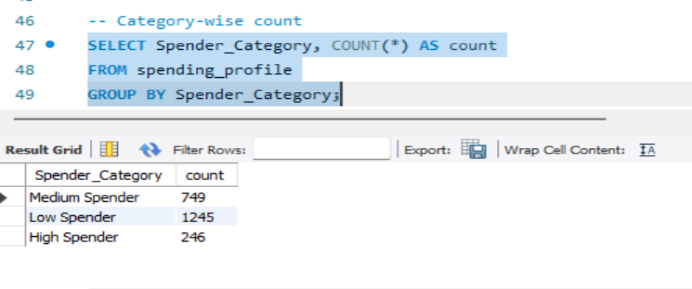 46 -- Category-wise count
47 SELECT Spender_Category, COUNT(*) AS count
48 FROM spending_profile
49 GROUP BY Spender_Category;
Result Grid Filter Rows: Export: Wrap Cell Content: IA
Spender_Category count
Medium Spender 749
Low Spender 1245
High Spender 246